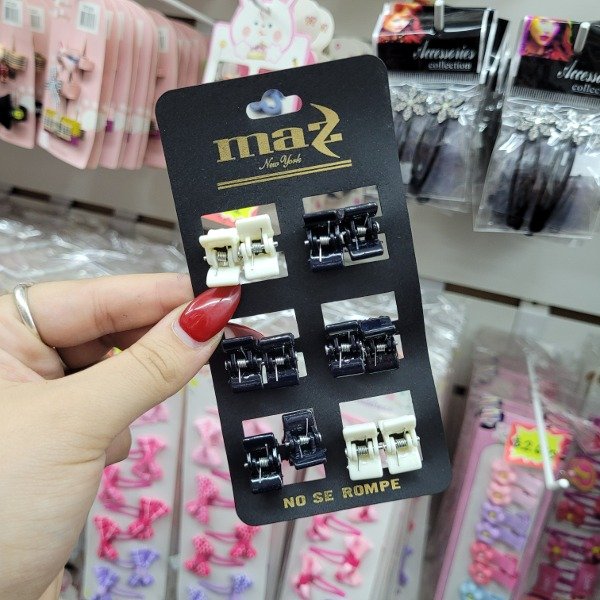 maz
New York
NO SE ROMPE
Accessories
collection
Accessories
collection